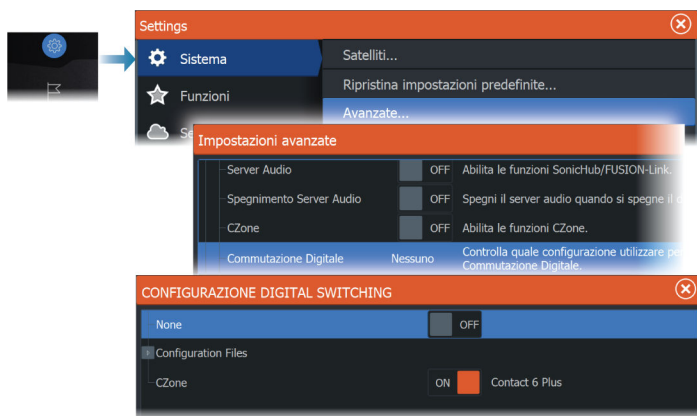 Settings
Sistema
Satelliti...
Ripristina impostazioni predefinite...
Funzioni
Avanzate...
Impostazioni avanzate
Server Audio OFF Abilita le funzioni SonicHub/FUSION-Link.
Spegnimento Server Audio OFF Spegni il server audio quando si spegne il
CZone OFF Abilita le funzioni CZone.
Commutazione Digitale Nessuno Controlla quale configurazione utilizzare
Commutazione Digitale.
CONFIGURAZIONE DIGITAL SWITCHING
None OFF
Configuration Files
CZone ON Contact 6 Plus